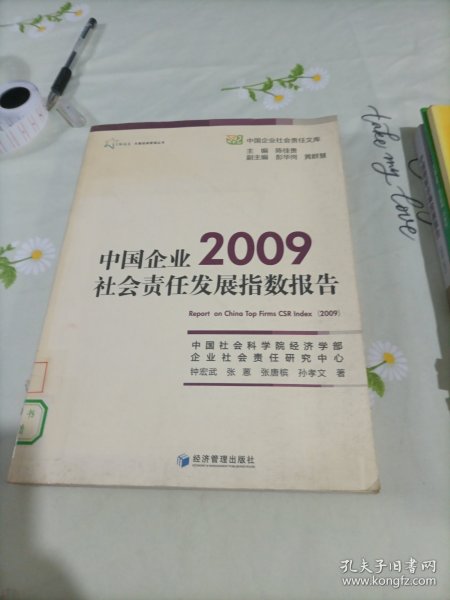 中国企业社会责任文库
主 编 陈佳贵
副主编 彭华岗 黄群慧
中国企业 2009
社会责任发展指数报告
Report on China Top Firms CSR Index (2009)
中国社会科学院经济学部
企业社会责任研究中心
钟宏武 张 蒽 张唐槟 孙孝文 著
经济管理出版社
书
take my love
孔夫子旧书网
www.kongfz.com